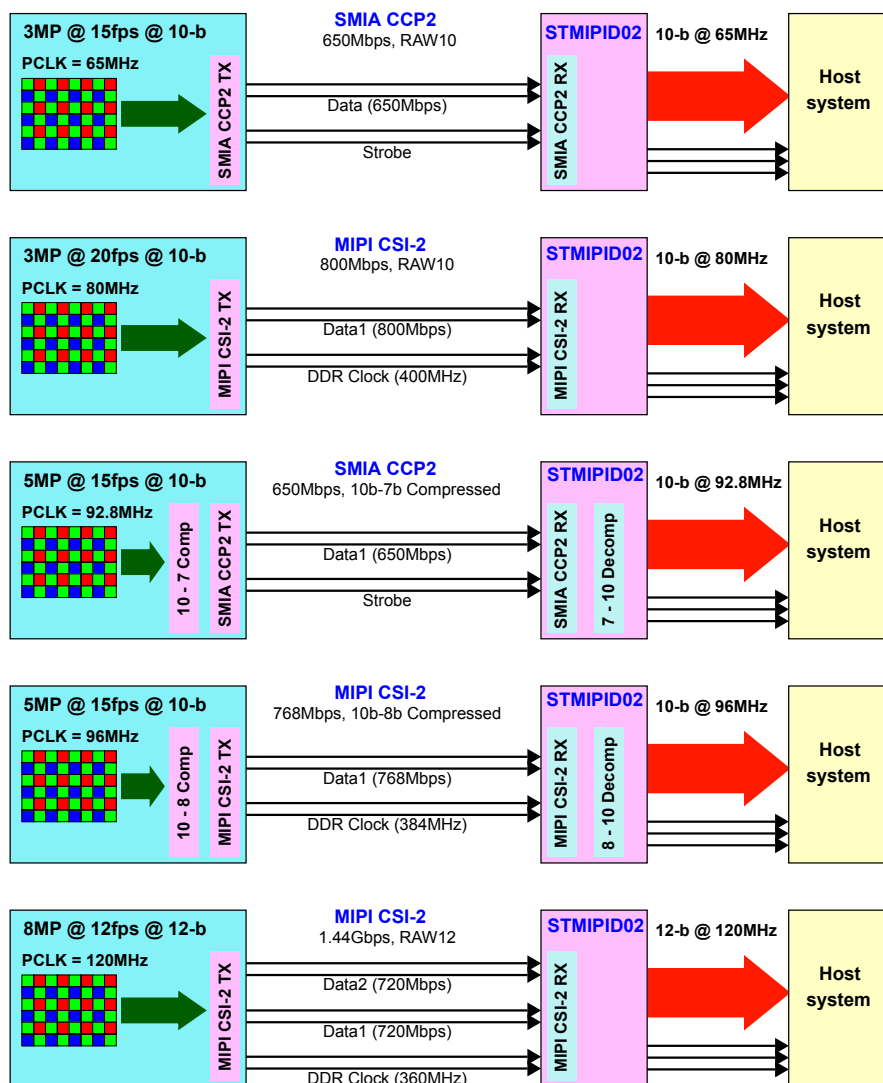 3MP @ 15fps @ 10-b
PCLK = 65MHz
SMIA CCP2 TX
SMIA CCP2
650Mbps, RAW10
Data (650Mbps)
Strobe
STMIPID02
SMIA CCP2 RX
10-b @ 65MHz
Host
system
3MP @ 20fps @ 10-b
PCLK = 80MHz
MIPI CSI-2 TX
MIPI CSI-2
800Mbps, RAW10
Data1 (800Mbps)
DDR Clock (400MHz)
STMIPID02
MIPI CSI-2 RX
10-b @ 80MHz
Host
system
5MP @ 15fps @ 10-b
PCLK = 92.8MHz
10 - 7 Comp
SMIA CCP2 TX
SMIA CCP2
650Mbps, 10b-7b Compressed
Data1 (650Mbps)
Strobe
STMIPID02
SMIA CCP2 RX
7 - 10 Decomp
10-b @ 92.8MHz
Host
system
5MP @ 15fps @ 10-b
PCLK = 96MHz
10 - 8 Comp
MIPI CSI-2 TX
MIPI CSI-2
768Mbps, 10b-8b Compressed
Data1 (768Mbps)
DDR Clock (384MHz)
STMIPID02
MIPI CSI-2 RX
8 - 10 Decomp
10-b @ 96MHz
Host
system
8MP @ 12fps @ 12-b
PCLK = 120MHz
MIPI CSI-2 TX
MIPI CSI-2
1.44Gbps, RAW12
Data2 (720Mbps)
Data1 (720Mbps)
DDR Clock (360MHz)
STMIPID02
MIPI CSI-2 RX
12-b @ 120MHz
Host
system